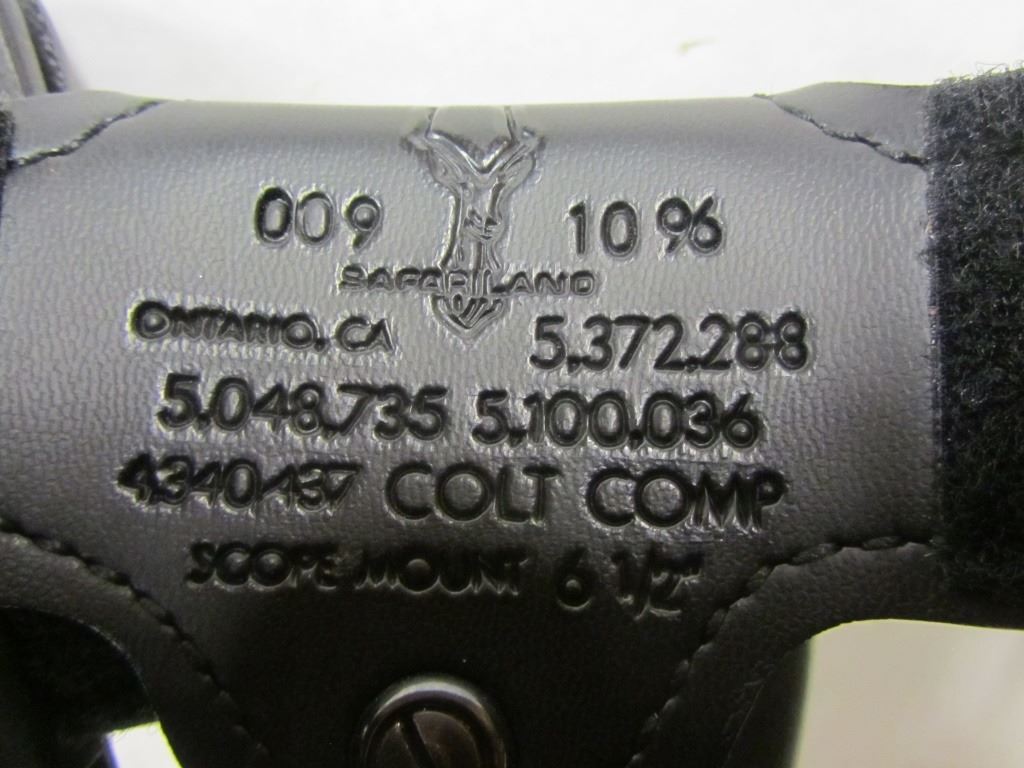 009 10 96
SAFARILAND
ONTARIO, CA 5,372,288
5,048,735 5,100,036
4340437 COLT COMP
SCOPE MOUNT 6 1/2"